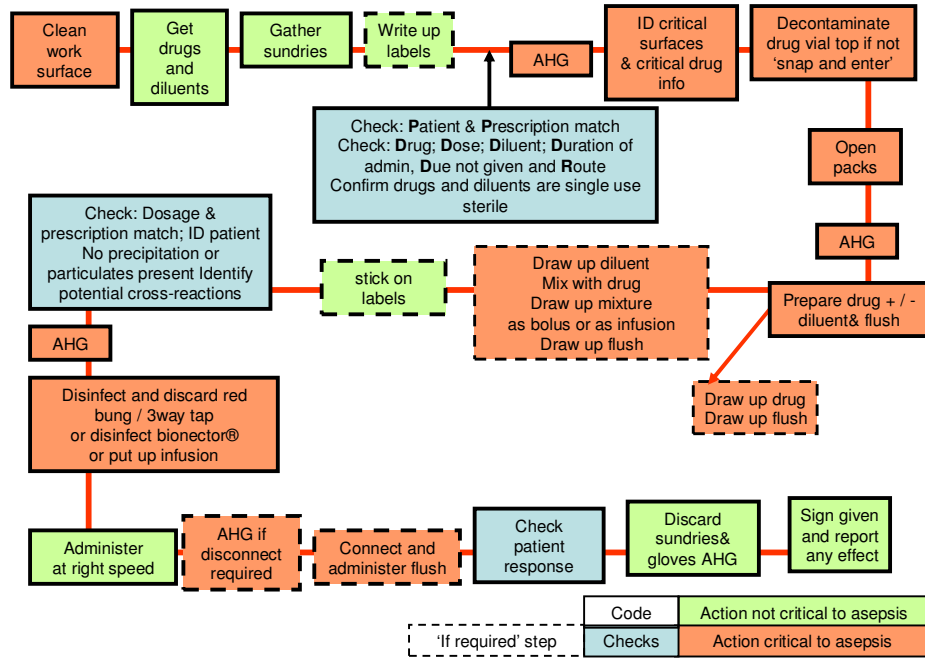 Clean
work
surface
Get
drugs
and
diluents
Gather
sundries
Write up
labels
AHG
ID critical
surfaces
& critical drug
info
Decontaminate
drug vial top if not
‘snap and enter’
Check: Patient & Prescription match
Check: Drug; Dose; Diluent; Duration of
admin, Due not given and Route
Confirm drugs and diluents are single use
sterile
Open
packs
AHG
Prepare drug + / -
diluent& flush
Draw up drug
Draw up flush
Draw up diluent
Mix with drug
Draw up mixture
as bolus or as infusion
Draw up flush
stick on
labels
Check: Dosage &
prescription match; ID patient
No precipitation or
particulates present Identify
potential cross-reactions
AHG
Disinfect and discard red
bung / 3way tap
or disinfect bionector®
or put up infusion
Administer
at right speed
AHG if
disconnect
required
Connect and
administer flush
Check
patient
response
Discard
sundries&
gloves AHG
Sign given
and report
any effect
Code
Action not critical to asepsis
‘If required’ step
Checks
Action critical to asepsis